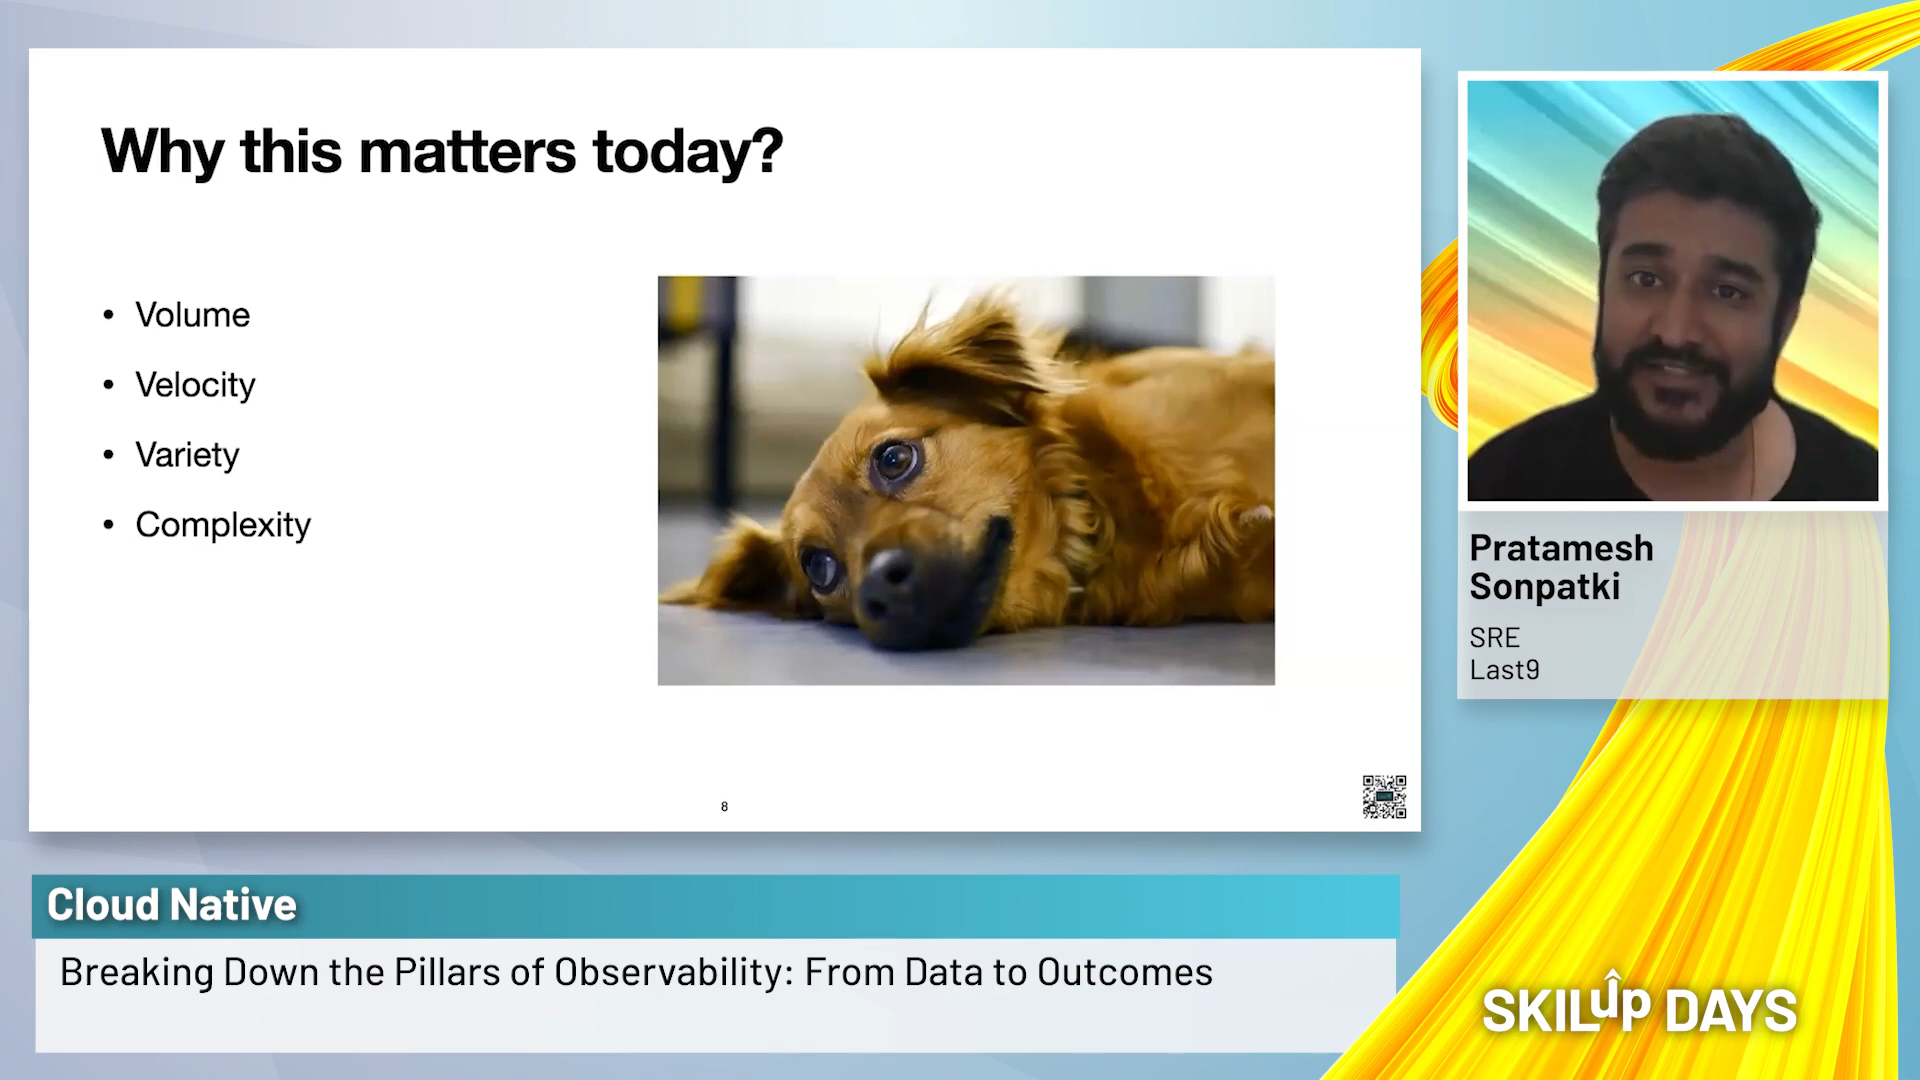 Why this matters today?
• Volume
• Velocity
• Variety
• Complexity
8
Pratamesh
Sonpatki
SRE
Last9
Cloud Native
Breaking Down the Pillars of Observability: From Data to Outcomes
SKILup DAYS